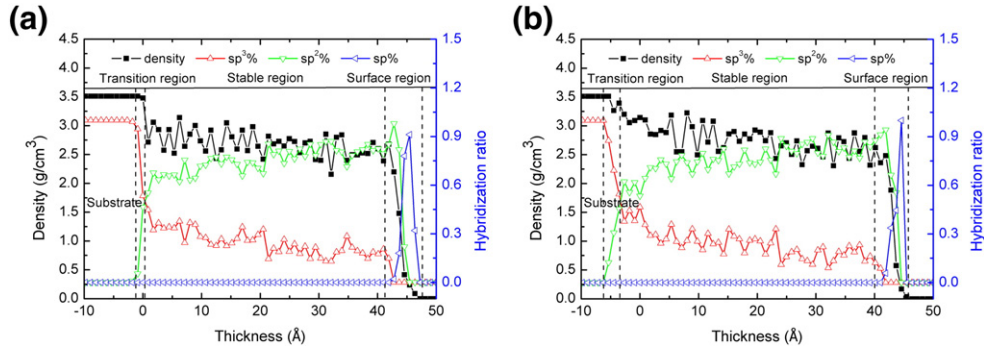 (a)
density sp³% sp²% sp%
Transition region Stable region Surface region
Substrate
4.5
4.0
3.5
3.0
2.5
2.0
1.5
1.0
0.5
0.0
Density (g/cm³)
1.5
1.2
0.9
0.6
0.3
0.0
Hybridization ratio
-10 0 10 20 30 40 50
Thickness (Å)
(b)
density sp³% sp²% sp%
Transition region Stable region Surface region
Substrate
4.5
4.0
3.5
3.0
2.5
2.0
1.5
1.0
0.5
0.0
Density (g/cm³)
1.5
1.2
0.9
0.6
0.3
0.0
Hybridization ratio
-10 0 10 20 30 40 50
Thickness (Å)